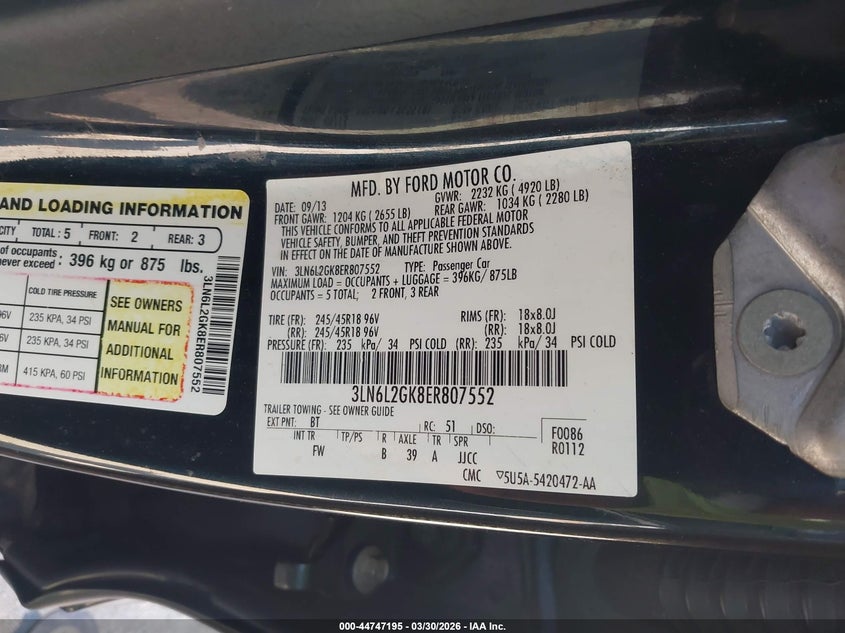 AND LOADING INFORMATION
CITY TOTAL: 5 FRONT: 2 REAR: 3
of occupants:
never exceed : 396 kg or 875 lbs.
COLD TIRE PRESSURE
96V 235 KPA, 34 PSI
6V 235 KPA, 34 PSI
8M 415 KPA, 60 PSI
SEE OWNERS
MANUAL FOR
ADDITIONAL
INFORMATION
3LN6L2GK8ER807552
MFD. BY FORD MOTOR CO.
DATE: 09/13 GVWR: 2232 KG ( 4920 LB)
FRONT GAWR: 1204 KG ( 2655 LB) REAR GAWR: 1034 KG ( 2280 LB)
THIS VEHICLE CONFORMS TO ALL APPLICABLE FEDERAL MOTOR
VEHICLE SAFETY, BUMPER, AND THEFT PREVENTION STANDARDS
IN EFFECT ON THE DATE OF MANUFACTURE SHOWN ABOVE.
VIN: 3LN6L2GK8ER807552 TYPE: Passenger Car
MAXIMUM LOAD = OCCUPANTS + LUGGAGE = 396KG/ 875LB
OCCUPANTS = 5 TOTAL; 2 FRONT, 3 REAR
TIRE (FR): 245/45R18 96V RIMS (FR): 18x8.0J
(RR): 245/45R18 96V (RR): 18x8.0J
PRESSURE (FR): 235 kPa/ 34 PSI COLD (RR): 235 kPa/ 34 PSI COLD
3LN6L2GK8ER807552
TRAILER TOWING - SEE OWNER GUIDE
EXT PNT: BT RC: 51 DSO: F0086
INT TR TP/PS R AXLE TR SPR R0112
FW B 39 A JJCC
CMC ▽5U5A-5420472-AA
000-44747195 — 03/30/2026 — IAA Inc.